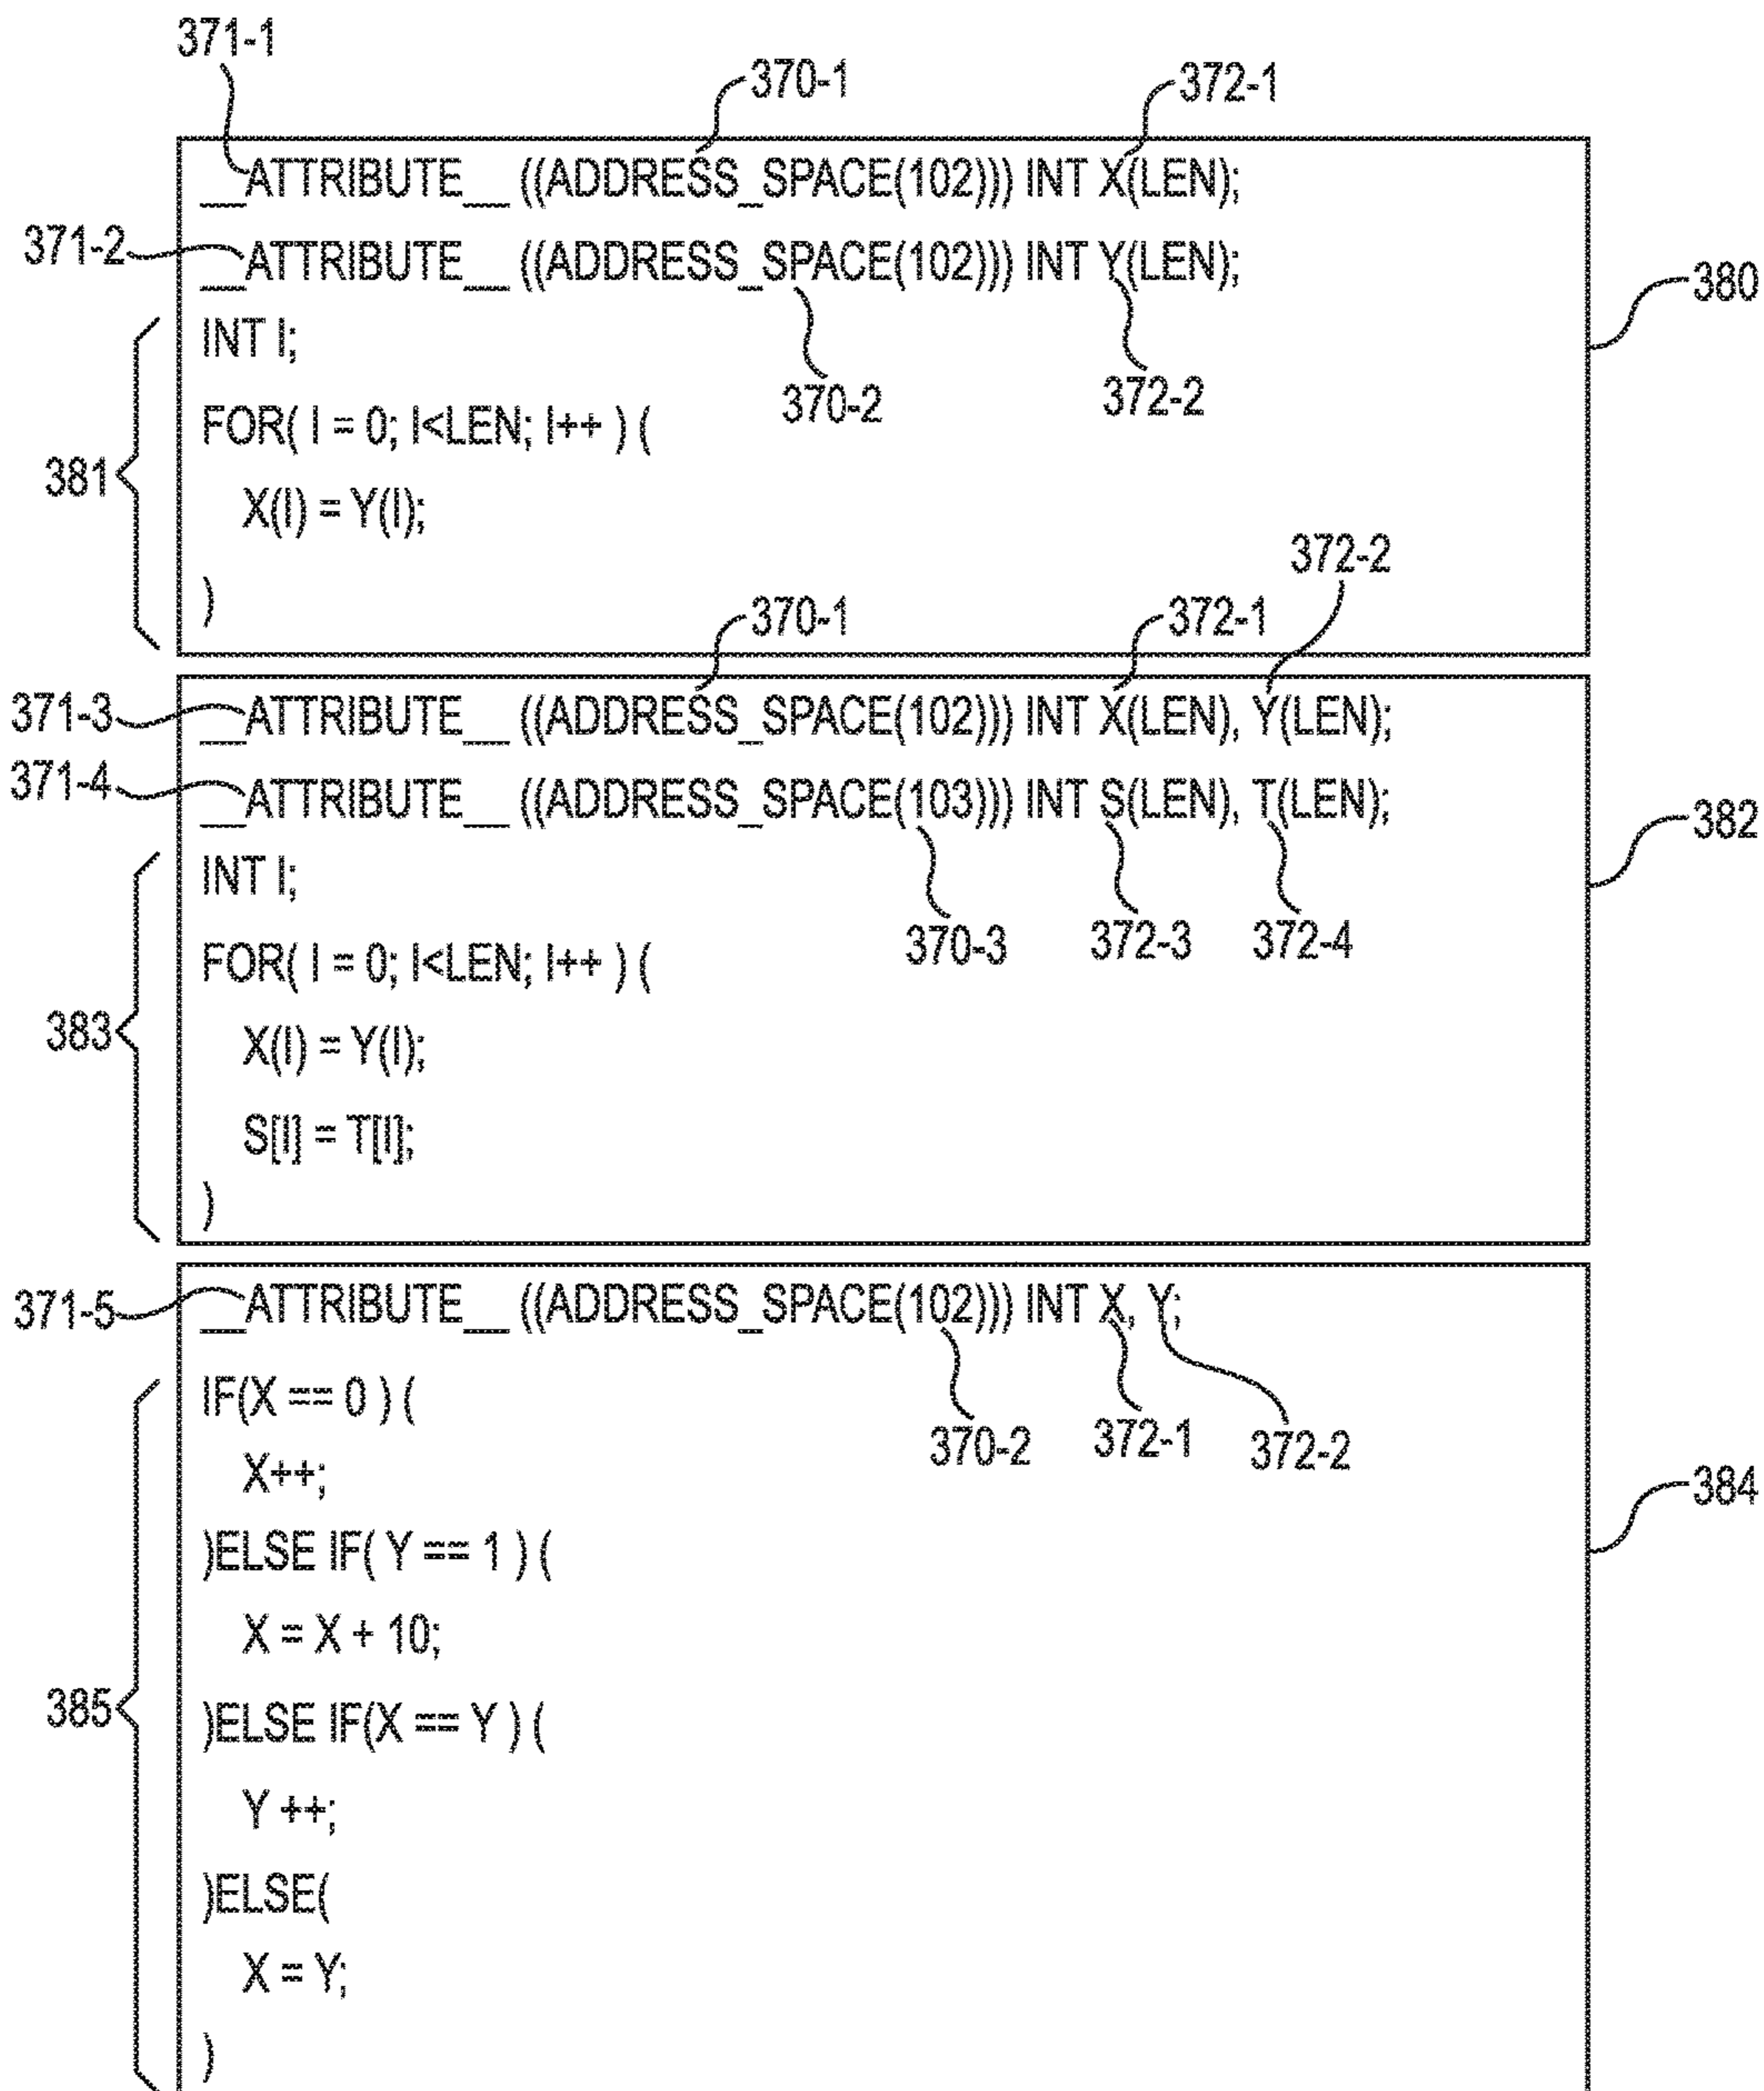 371-1
370-1
372-1
__ATTRIBUTE__ ((ADDRESS_SPACE(102))) INT X(LEN);
371-2
__ATTRIBUTE__ ((ADDRESS_SPACE(102))) INT Y(LEN);
380
INT I;
370-2
372-2
FOR( I = 0; I<LEN; I++ ) (
381
X(I) = Y(I);
372-2
)
370-1
372-1
371-3
__ATTRIBUTE__ ((ADDRESS_SPACE(102))) INT X(LEN), Y(LEN);
371-4
__ATTRIBUTE__ ((ADDRESS_SPACE(103))) INT S(LEN), T(LEN);
382
INT I;
370-3
372-3
372-4
FOR( I = 0; I<LEN; I++ ) (
383
X(I) = Y(I);
S[I] = T[I];
)
371-5
__ATTRIBUTE__ ((ADDRESS_SPACE(102))) INT X, Y;
IF(X == 0 ) (
370-2
372-1
372-2
X++;
384
)ELSE IF( Y == 1 ) (
X = X + 10;
385
)ELSE IF(X == Y ) (
Y ++;
)ELSE(
X = Y;
)